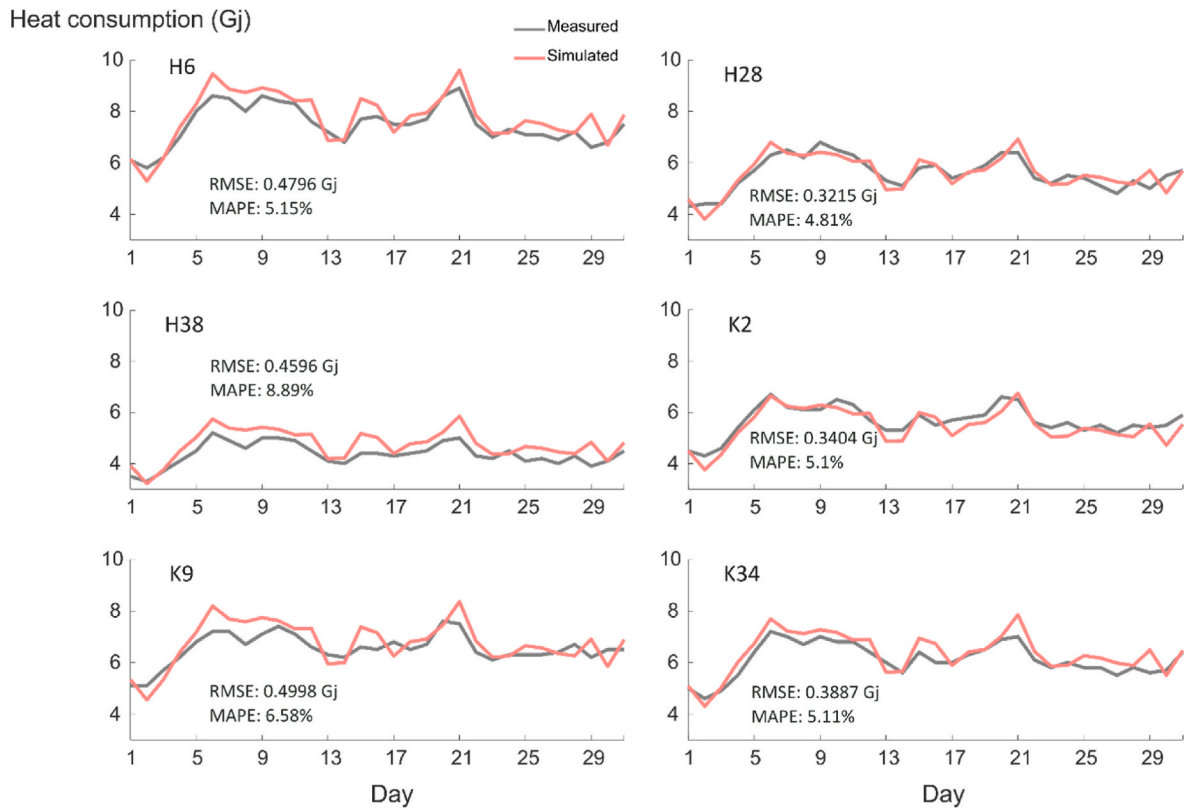 Heat consumption (Gj)
Measured
Simulated
H6
10
8
6
4
RMSE: 0.4796 Gj
MAPE: 5.15%
1 5 9 13 17 21 25 29
H28
10
8
6
4
RMSE: 0.3215 Gj
MAPE: 4.81%
1 5 9 13 17 21 25 29
H38
10
8
6
4
RMSE: 0.4596 Gj
MAPE: 8.89%
1 5 9 13 17 21 25 29
K2
10
8
6
4
RMSE: 0.3404 Gj
MAPE: 5.1%
1 5 9 13 17 21 25 29
K9
10
8
6
4
RMSE: 0.4998 Gj
MAPE: 6.58%
1 5 9 13 17 21 25 29
Day
K34
10
8
6
4
RMSE: 0.3887 Gj
MAPE: 5.11%
1 5 9 13 17 21 25 29
Day